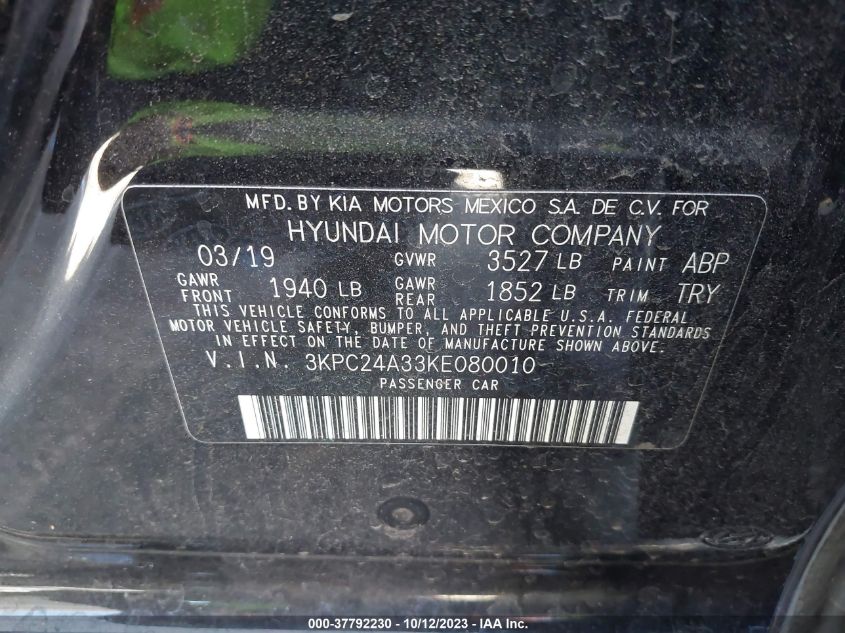 MFD. BY KIA MOTORS MEXICO S.A. DE C.V. FOR
HYUNDAI MOTOR COMPANY
03/19 GVWR 3527 LB PAINT ABP
GAWR FRONT 1940 LB GAWR REAR 1852 LB TRIM TRY
THIS VEHICLE CONFORMS TO ALL APPLICABLE U.S.A. FEDERAL
MOTOR VEHICLE SAFETY, BUMPER, AND THEFT PREVENTION STANDARDS
IN EFFECT ON THE DATE OF MANUFACTURE SHOWN ABOVE.
V.I.N. 3KPC24A33KE080010
PASSENGER CAR
000-37792230 - 10/12/2023 - IAA Inc.